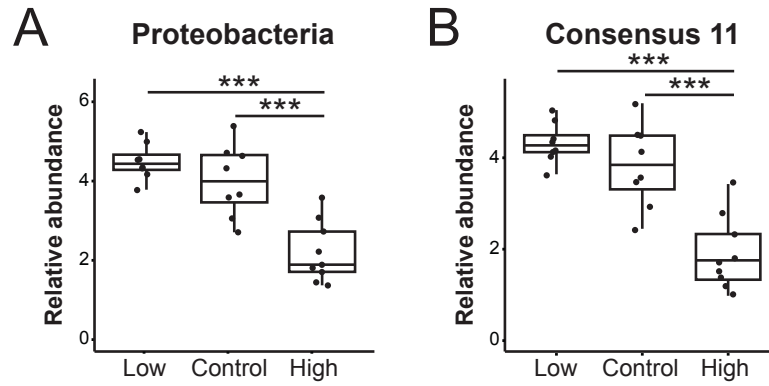 A
Proteobacteria
***
***
Relative abundance
6
4
2
0
Low Control High
B
Consensus 11
***
***
Relative abundance
4
2
0
Low Control High